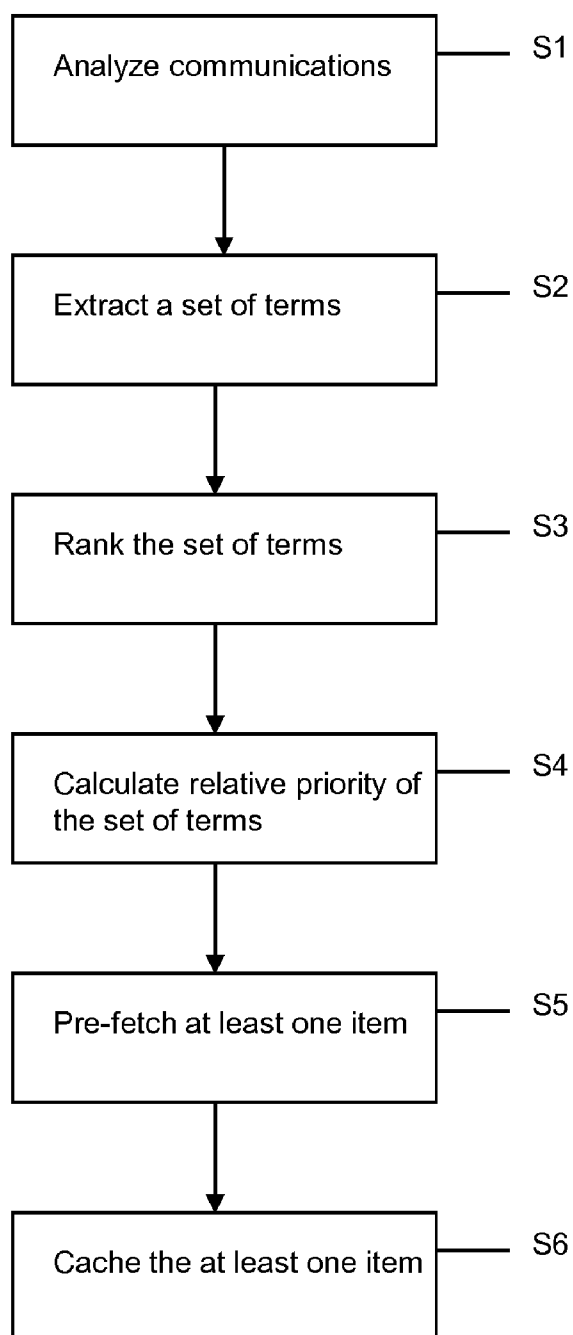 Analyze communications
S1
Extract a set of terms
S2
Rank the set of terms
S3
Calculate relative priority of
the set of terms
S4
Pre-fetch at least one item
S5
Cache the at least one item
S6